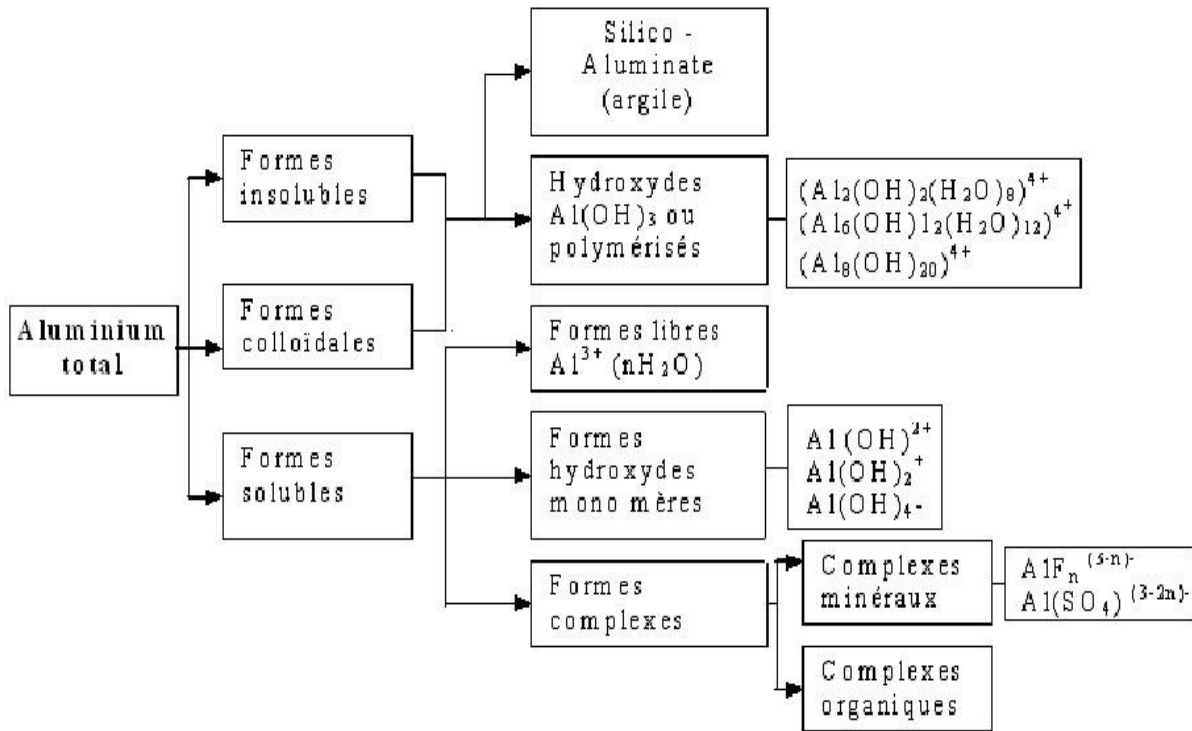 Silico -
Aluminate
(argile)
Formes
insolubles
Hydroxydes
Al(OH)₃ ou
polymérisés
(Al₂(OH)₂(H₂O)₈)⁴⁺
(Al₆(OH)1₂(H₂O)₁₂)⁴⁺
(Al₈(OH)₂₀)⁴⁺
Aluminium
total
Formes
colloïdales
Formes libres
Al³⁺ (nH₂O)
Formes
solubles
Formes
hydroxydes
mono mères
Al(OH)²⁺
Al(OH)₂⁺
Al(OH)₄-
Formes
complexes
Complexes
minéraux
AlFₙ ⁽³⁻ⁿ⁾⁻
Al(SO₄) ⁽³⁻²ⁿ⁾⁻
Complexes
organiques